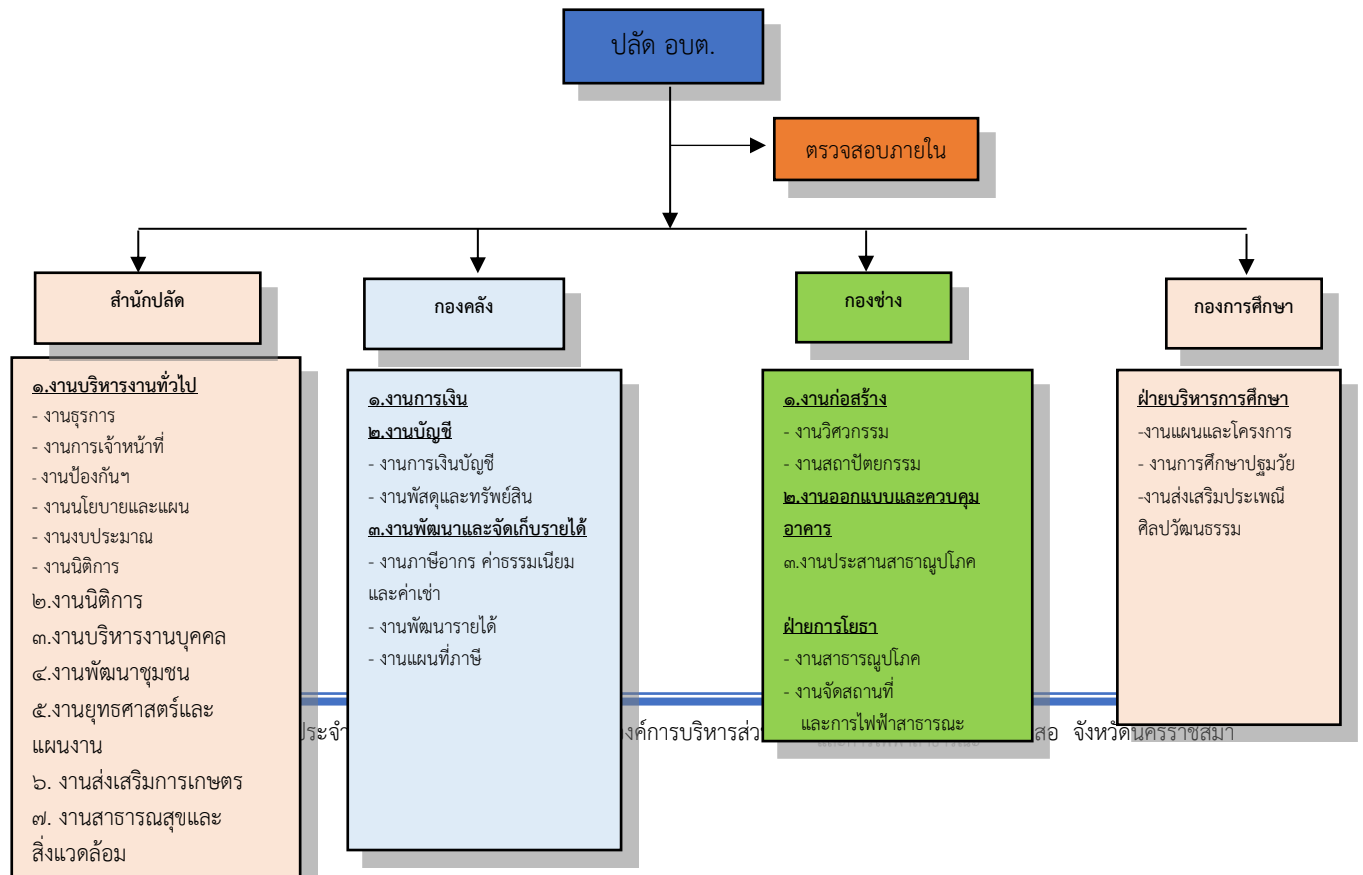 ปลัด อบต.
ตรวจสอบภายใน
สำนักปลัด
๑.งานบริหารงานทั่วไป
- งานธุรการ
- งานการเจ้าหน้าที่
- งานป้องกันฯ
- งานนโยบายและแผน
- งานงบประมาณ
- งานนิติการ
๒.งานนิติการ
๓.งานบริหารงานบุคคล
๔.งานพัฒนาชุมชน
๕.งานยุทธศาสตร์และ
แผนงาน
๖. งานส่งเสริมการเกษตร
๗. งานสาธารณสุขและ
สิ่งแวดล้อม
กองคลัง
๑.งานการเงิน
๒.งานบัญชี
- งานการเงินบัญชี
- งานพัสดุและทรัพย์สิน
๓.งานพัฒนาและจัดเก็บรายได้
- งานภาษีอากร ค่าธรรมเนียม
และค่าเช่า
- งานพัฒนารายได้
- งานแผนที่ภาษี
กองช่าง
๑.งานก่อสร้าง
- งานวิศวกรรม
- งานสถาปัตยกรรม
๒.งานออกแบบและควบคุม
อาคาร
๓.งานประสานสาธาณูปโภค
ฝ่ายการโยธา
- งานสาธารณูปโภค
- งานจัดสถานที่
และการไฟฟ้าสาธารณะ
กองการศึกษา
ฝ่ายบริหารการศึกษา
-งานแผนและโครงการ
- งานการศึกษาปฐมวัย
-งานส่งเสริมประเพณี
ศิลปวัฒนธรรม
จังหวัดนครราชสมา